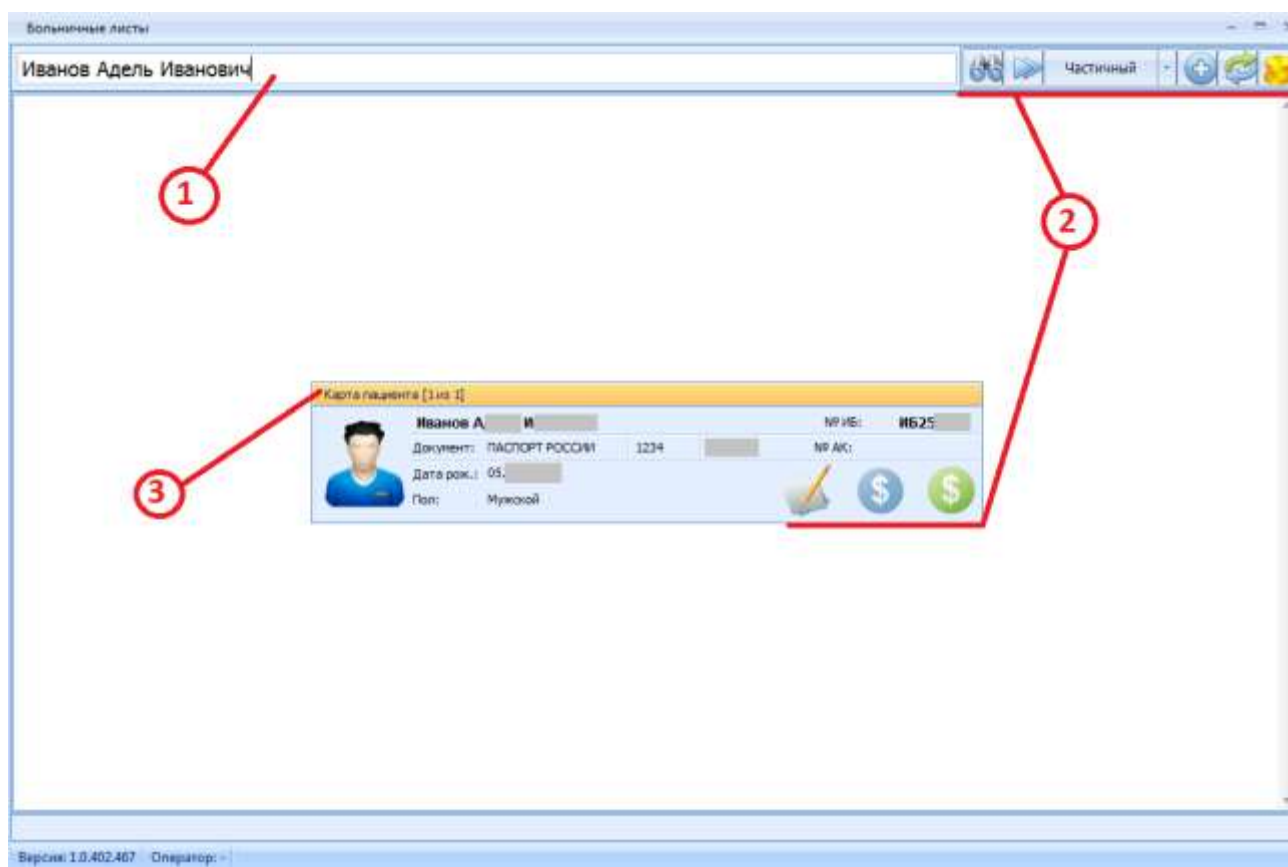 Больничные листы
Иванов Адель Иванович
Частичный
1
2
Карта пациента [1 из 1]
Иванов А И
№ ИБ: ИБ25
Документ: ПАСПОРТ РОССИИ 1234
№ АК:
3
Дата рож.: 05.
Пол: Мужской
Версия: 1.0.402.467 Оператор: -